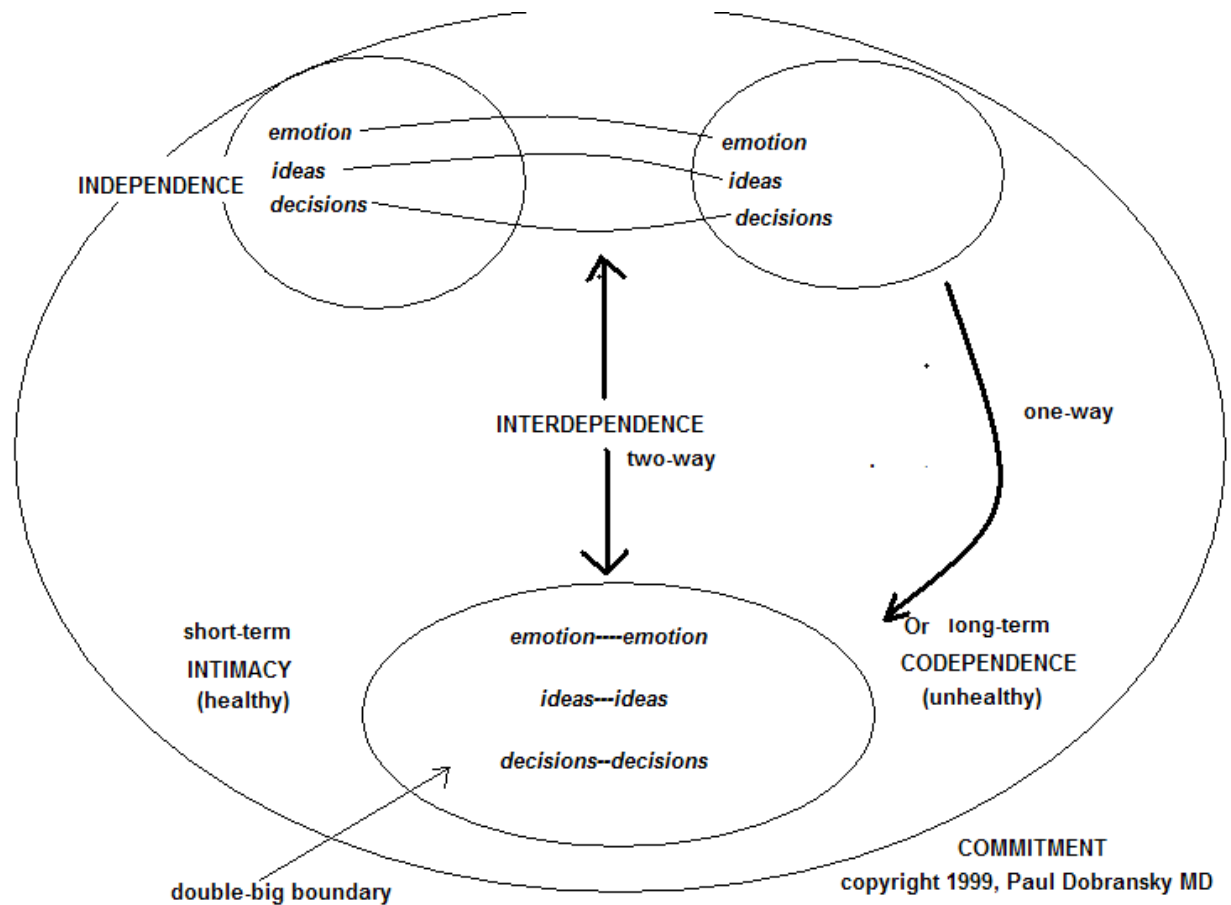 emotion
emotion
ideas
ideas
INDEPENDENCE
decisions
decisions
one-way
INTERDEPENDENCE
two-way
short-term
INTIMACY
(healthy)
Or long-term
CODEPENDENCE
(unhealthy)
emotion----emotion
ideas---ideas
decisions--decisions
double-big boundary
COMMITMENT
copyright 1999, Paul Dobransky MD